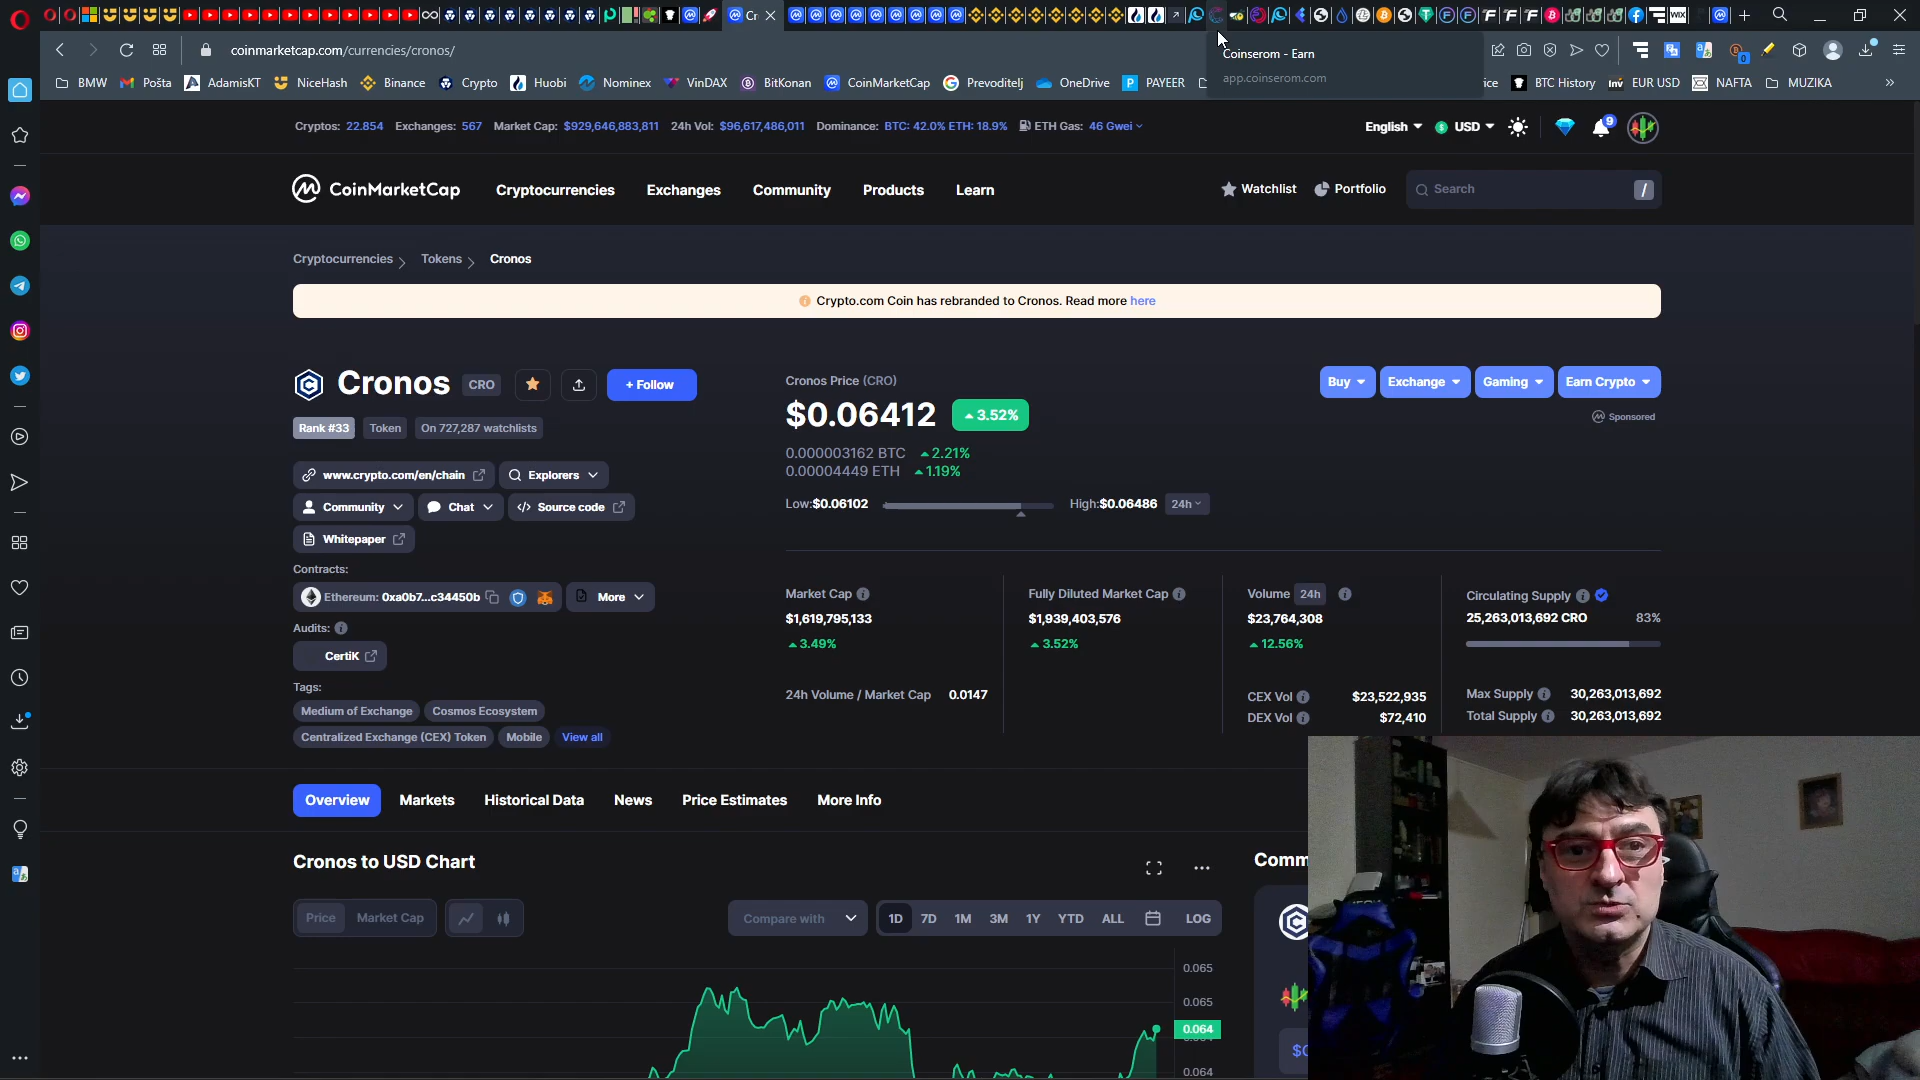 Cr
coinmarketcap.com/currencies/cronos/
Coinserom - Earn
app.coinserom.com
BMW Pošta AdamisKT NiceHash Binance Crypto Huobi Nominex VinDAX BitKonan CoinMarketCap Prevoditelj OneDrive PAYEER ice BTC History EUR USD NAFTA MUZIKA
Cryptos: 22.854 Exchanges: 567 Market Cap: $929,646,883,811 24h Vol: $96,617,486,011 Dominance: BTC: 42.0% ETH: 18.9% ETH Gas: 46 Gwei
English USD 9
CoinMarketCap Cryptocurrencies Exchanges Community Products Learn Watchlist Portfolio Search /
Cryptocurrencies Tokens Cronos
Crypto.com Coin has rebranded to Cronos. Read more here
Cronos CRO + Follow
Rank #33 Token On 727,287 watchlists
www.crypto.com/en/chain Explorers
Community Chat Source code
Whitepaper
Contracts:
Ethereum: 0xa0b7...c34450b More
Audits:
CertiK
Tags:
Medium of Exchange Cosmos Ecosystem
Centralized Exchange (CEX) Token Mobile View all
Cronos Price (CRO)
$0.06412 3.52%
0.000003162 BTC 2.21%
0.00004449 ETH 1.19%
Low:$0.06102 High:$0.06486 24h
Buy Exchange Gaming Earn Crypto
Sponsored
Market Cap
$1,619,795,133
3.49%
24h Volume / Market Cap 0.0147
Fully Diluted Market Cap
$1,939,403,576
3.52%
Volume 24h
$23,764,308
12.56%
CEX Vol $23,522,935
DEX Vol $72,410
Circulating Supply
25,263,013,692 CRO 83%
Max Supply 30,263,013,692
Total Supply 30,263,013,692
Overview Markets Historical Data News Price Estimates More Info
Cronos to USD Chart
Price Market Cap Compare with 1D 7D 1M 3M 1Y YTD ALL LOG
0.065
0.065
0.064
0.064
Comm